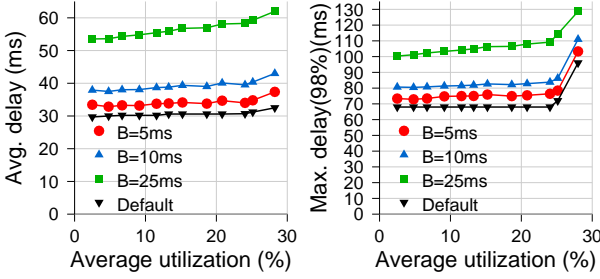 Avg. delay (ms)
60
50
40
30
20
10
0
B=5ms
B=10ms
B=25ms
Default
0 10 20 30
Average utilization (%)
Max. delay(98%)(ms)
130
120
110
100
90
80
70
60
50
40
30
20
10
0
B=5ms
B=10ms
B=25ms
Default
0 10 20 30
Average utilization (%)